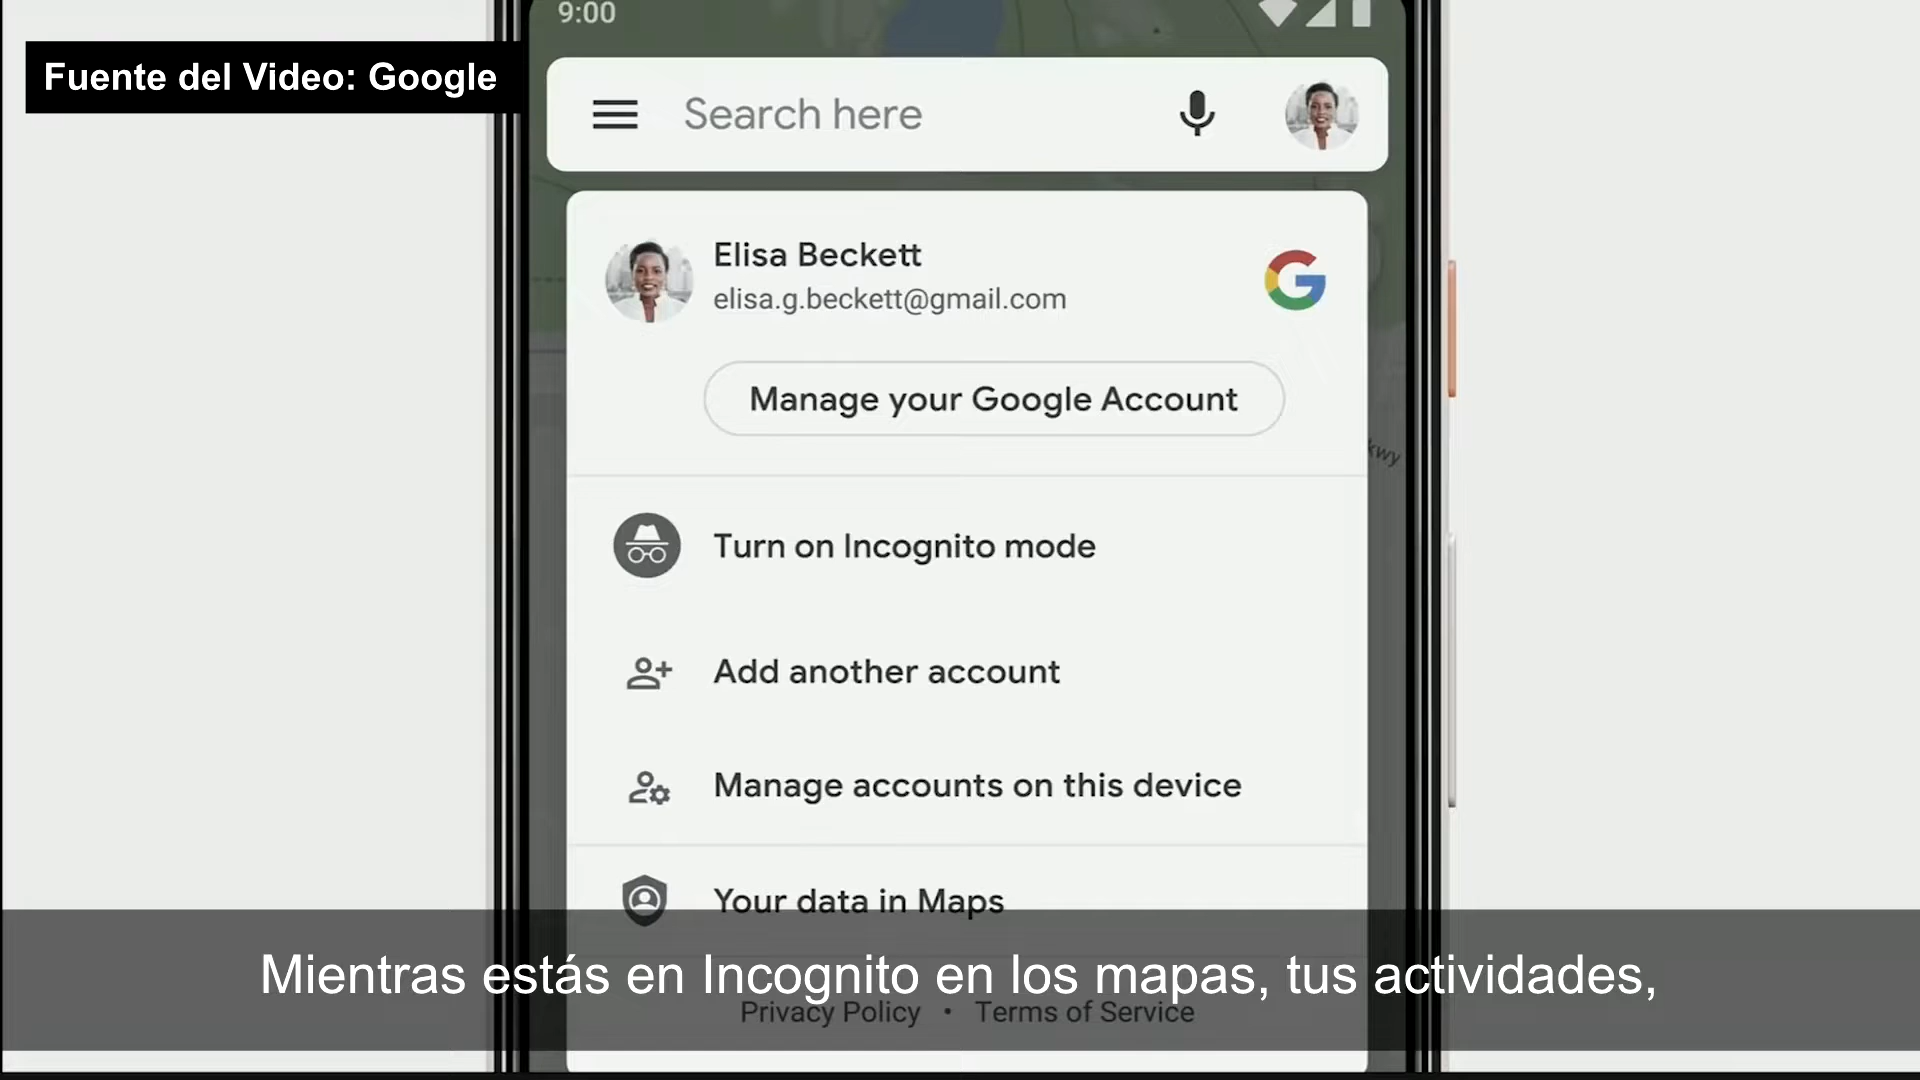 9:00
Fuente del Video: Google
Search here
Elisa Beckett
elisa.g.beckett@gmail.com
Manage your Google Account
kwy
Turn on Incognito mode
Add another account
Manage accounts on this device
Your data in Maps
Mientras estás en Incognito en los mapas, tus actividades,
Privacy Policy • Terms of Service